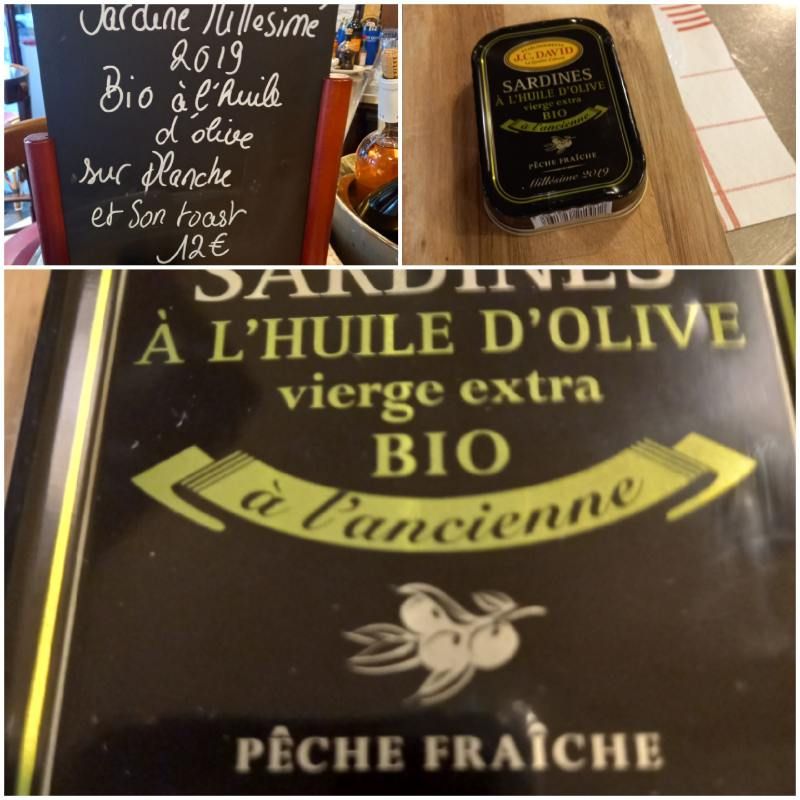 Sardine Millesimé
2019
Bio à l'huile
d'olive
sur planche
et son toast
12€
J.C. DAVID
SARDINES
À L'HUILE D'OLIVE
vierge extra
BIO
à l'ancienne
PÊCHE FRAÎCHE
Millésime 2019
SARDINES
À L'HUILE D'OLIVE
vierge extra
BIO
à l'ancienne
PÊCHE FRAÎCHE